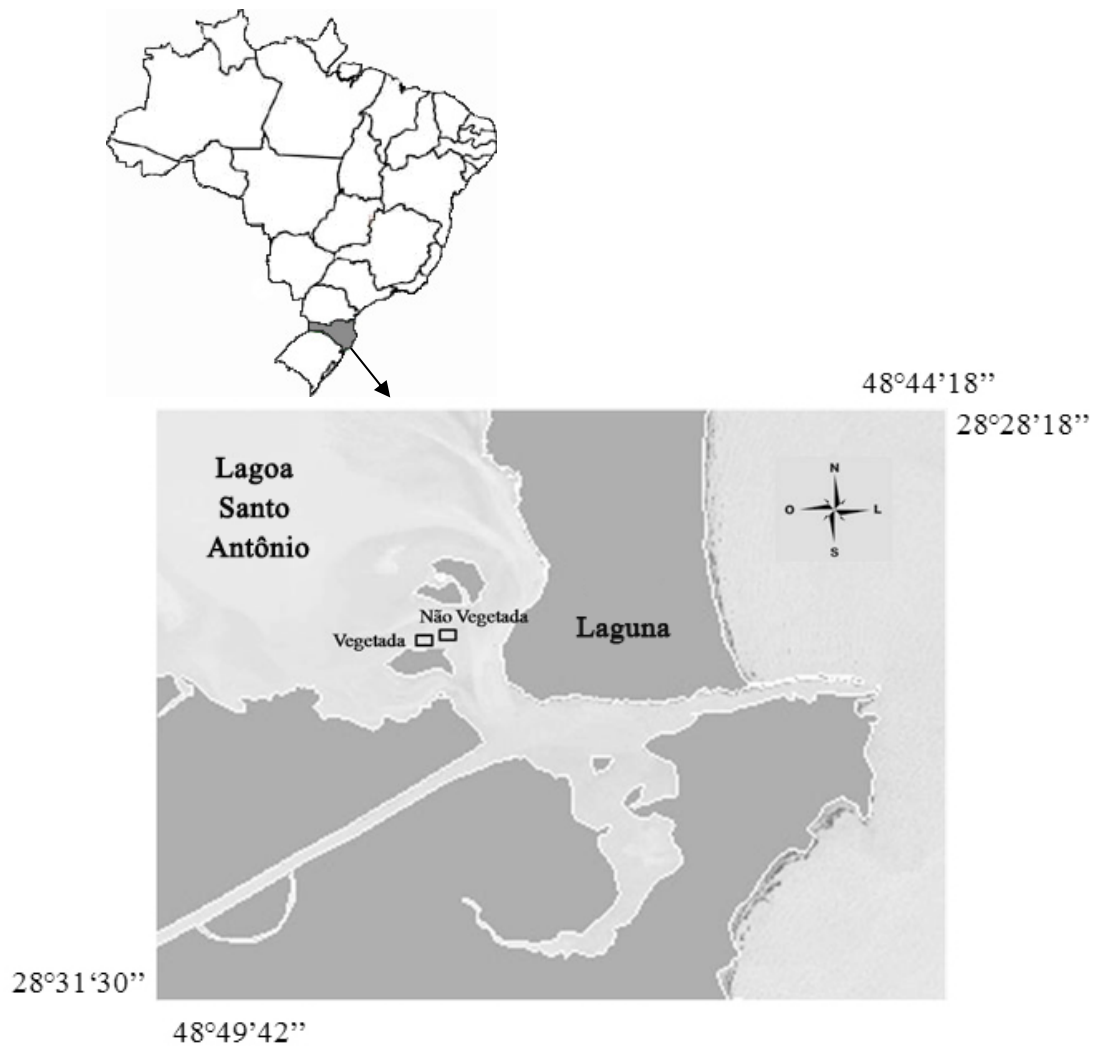 48°44’18”
28°28’18”
Lagoa
Santo
Antônio
N
O
L
S
Não Vegetada
Vegetada
Laguna
28°31‘30”
48°49’42”